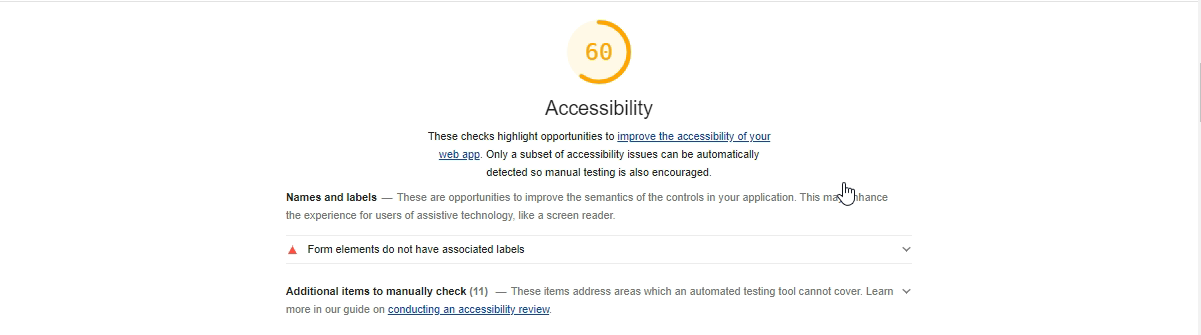 60
Accessibility
These checks highlight opportunities to improve the accessibility of your
web app. Only a subset of accessibility issues can be automatically
detected so manual testing is also encouraged.
Names and labels — These are opportunities to improve the semantics of the controls in your application. This may enhance
the experience for users of assistive technology, like a screen reader.
Form elements do not have associated labels
Additional items to manually check (11) — These items address areas which an automated testing tool cannot cover. Learn
more in our guide on conducting an accessibility review.